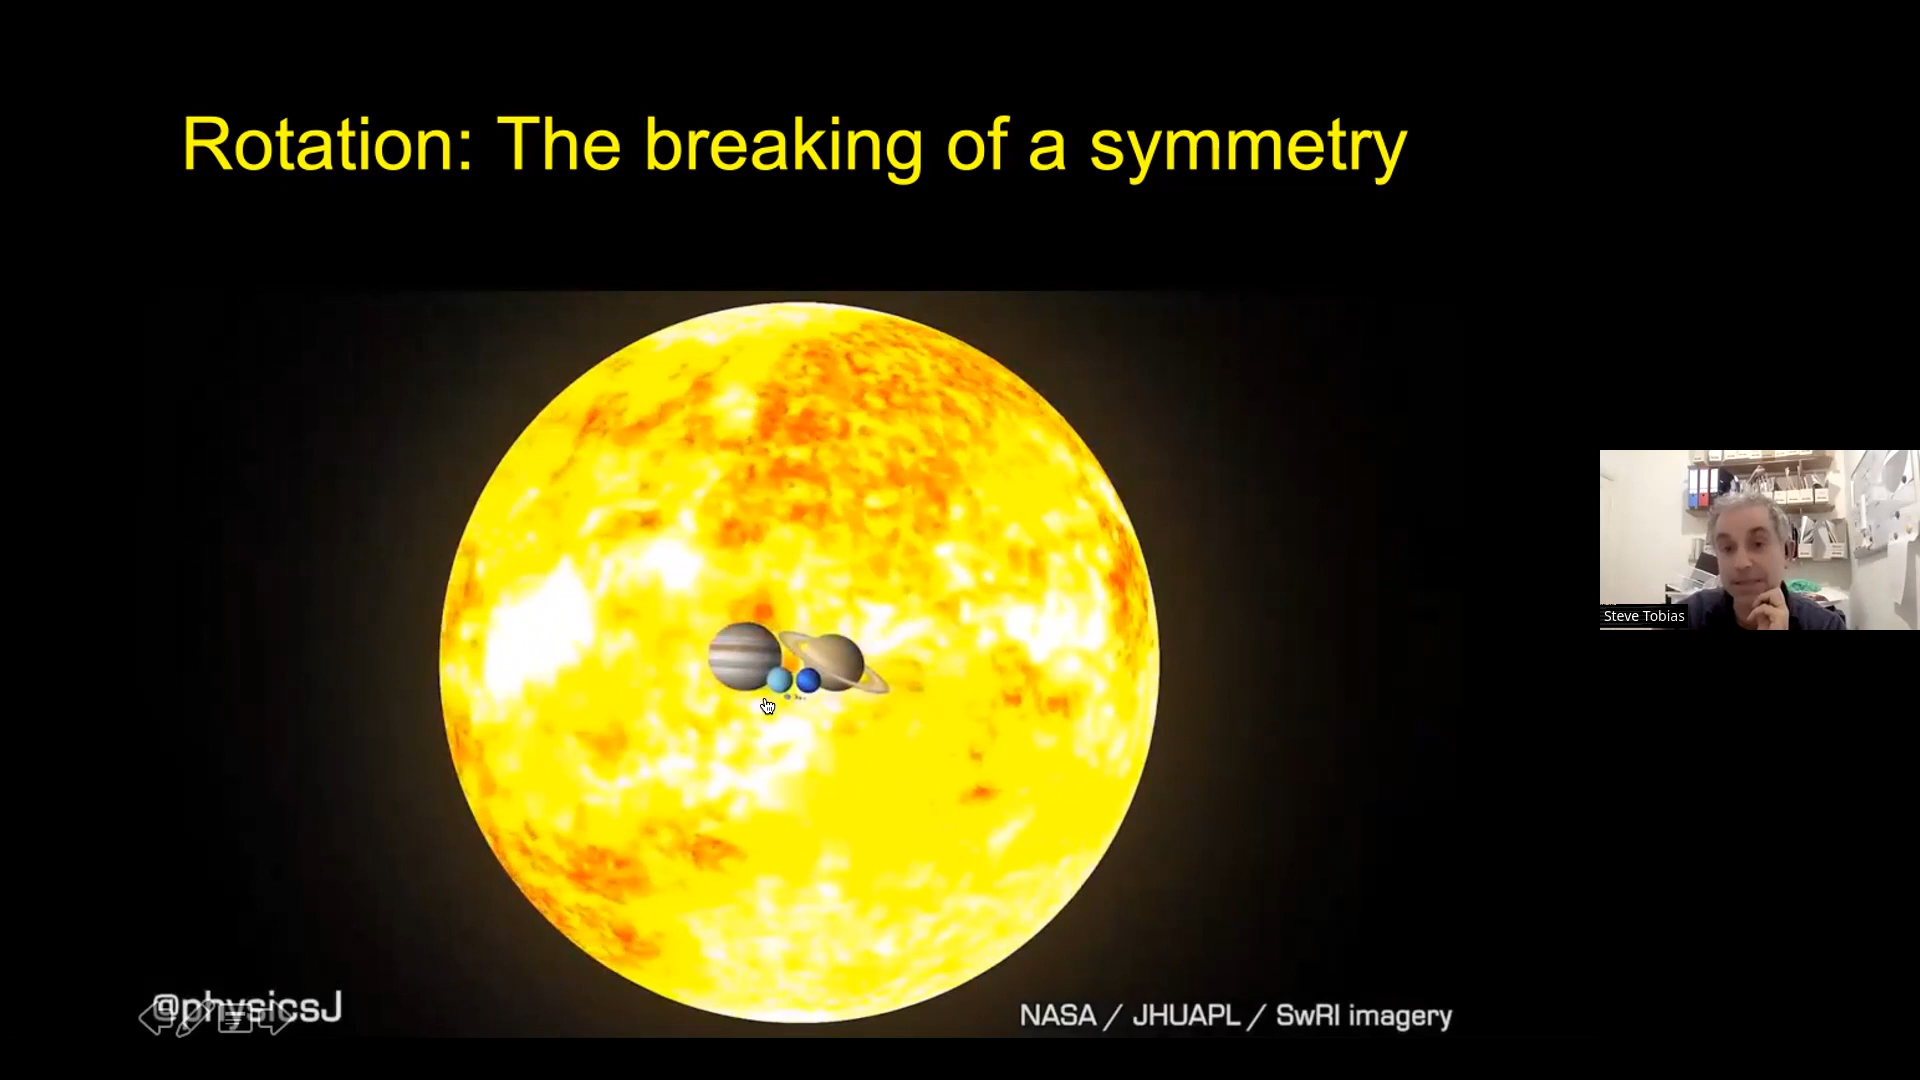 Rotation: The breaking of a symmetry
Steve Tobias
@physicsJ
NASA / JHUAPL / SwRI imagery